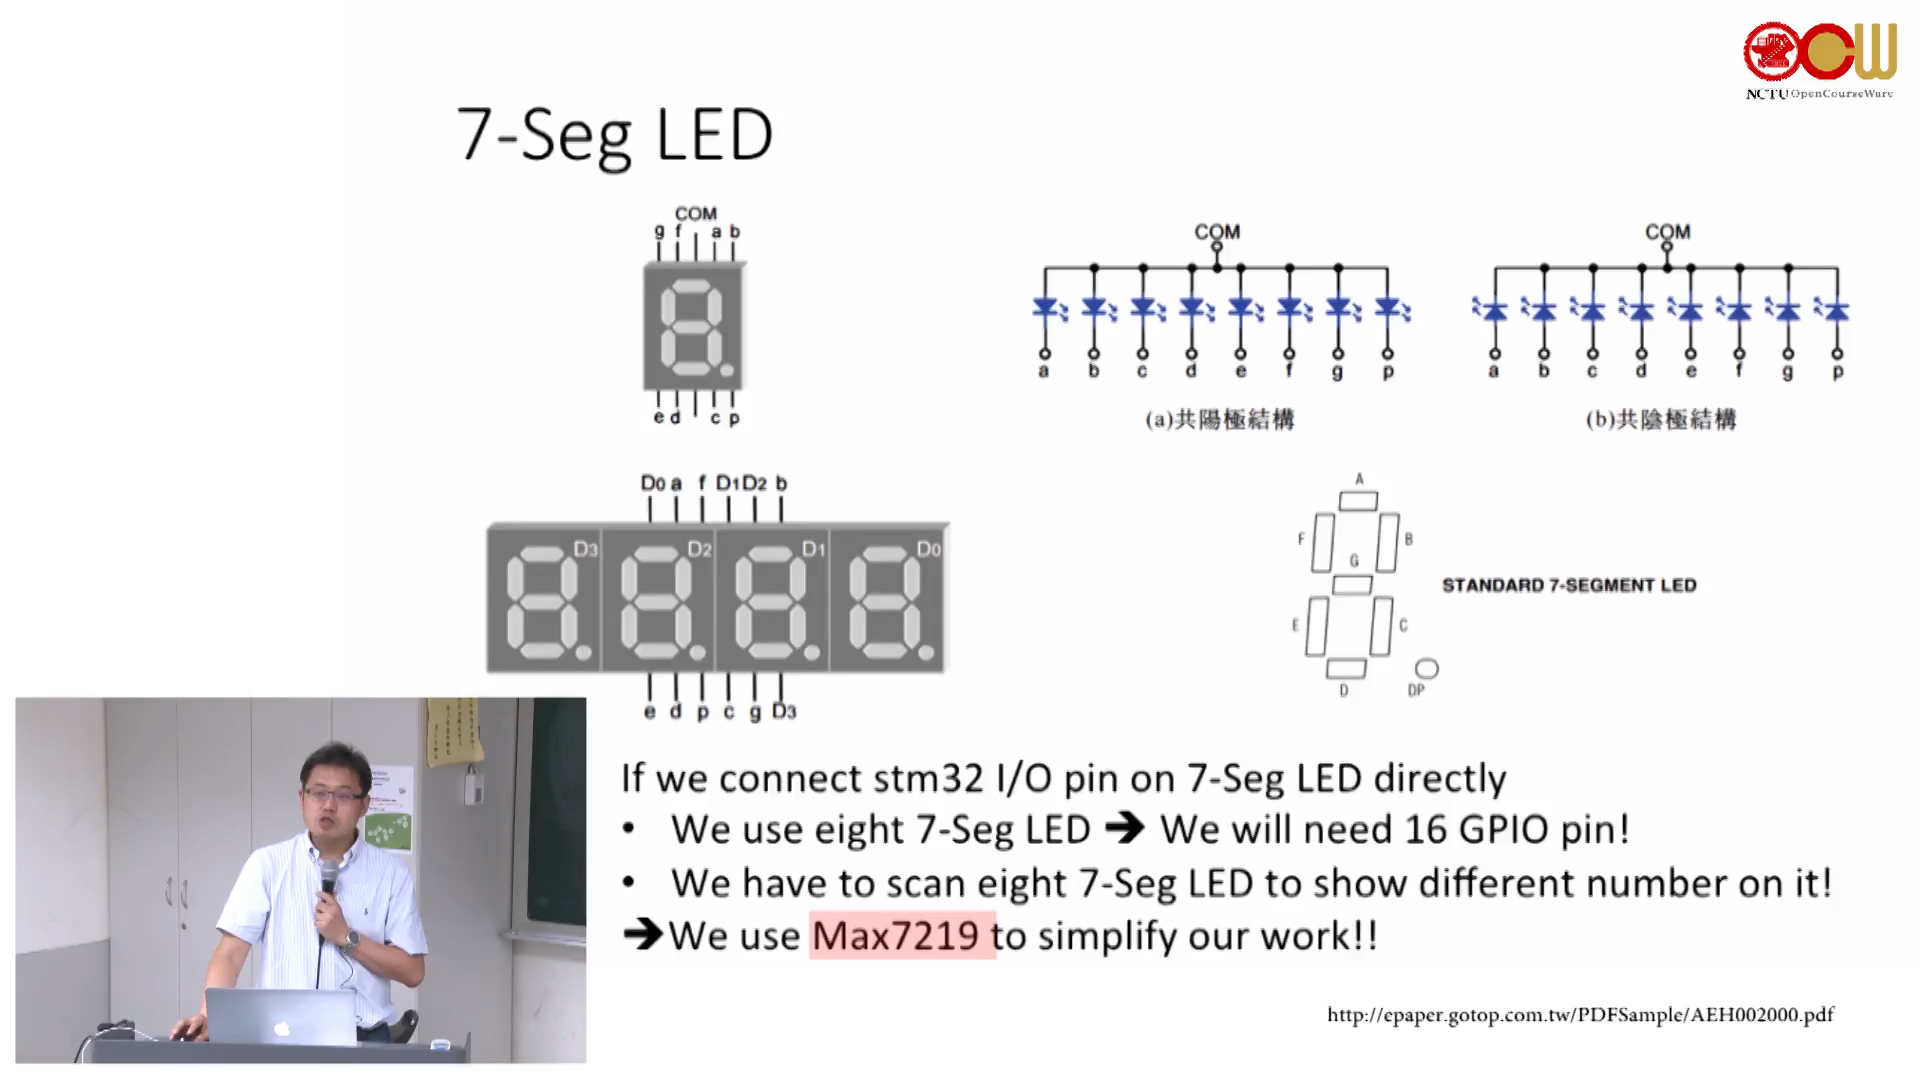 NCTU OpenCourseWare
7-Seg LED
COM
g f a b
e d c p
COM
a b c d e f g p
(a)共陽極結構
COM
a b c d e f g p
(b)共陰極結構
D0 a f D1 D2 b
D3 D2 D1 D0
e d p c g D3
A
F B
G
STANDARD 7-SEGMENT LED
E C
D DP
If we connect stm32 I/O pin on 7-Seg LED directly
• We use eight 7-Seg LED ➔ We will need 16 GPIO pin!
• We have to scan eight 7-Seg LED to show different number on it!
➔We use Max7219 to simplify our work!!
http://epaper.gotop.com.tw/PDFSample/AEH002000.pdf